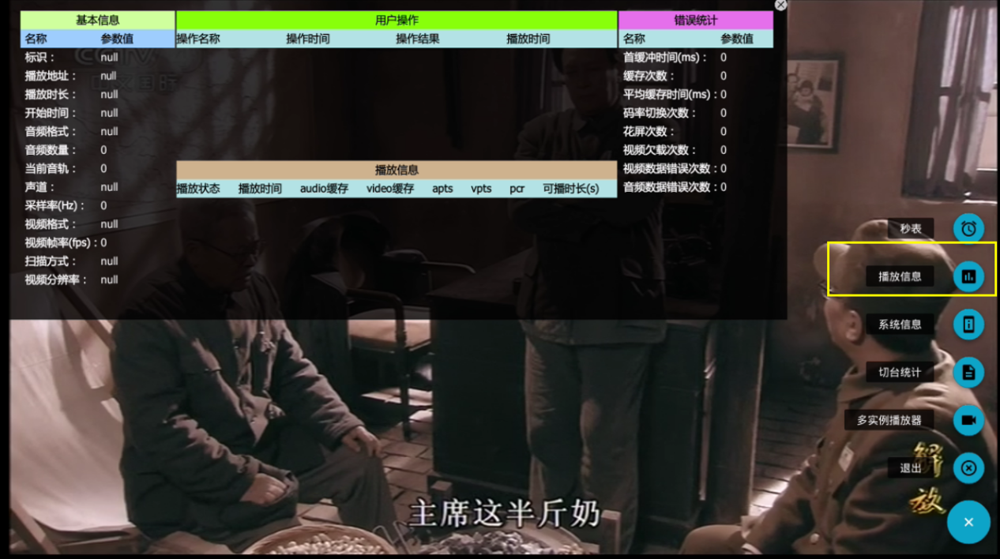 基本信息 用户操作 错误统计
名称 参数值 操作名称 操作时间 操作结果 播放时间 名称 参数值
标识： null 首缓冲时间(ms)： 0
播放地址： null 缓存次数： 0
播放时长： null 平均缓存时间(ms)：0
开始时间： null 码率切换次数： 0
音频格式： null 花屏次数： 0
音频数量： 0 视频欠载次数： 0
当前音轨： 0 播放信息 视频数据错误次数：0
声道： null 播放状态 播放时间 audio缓存 video缓存 apts vpts pcr 可播时长(s) 音频数据错误次数：0
采样率(Hz)： 0
视频格式： null
视频帧率(fps)：0
扫描方式： null
视频分辨率： null
CCTV
中文国际
秒表
播放信息
系统信息
切台统计
多实例播放器
退出
解放
主席这半斤奶